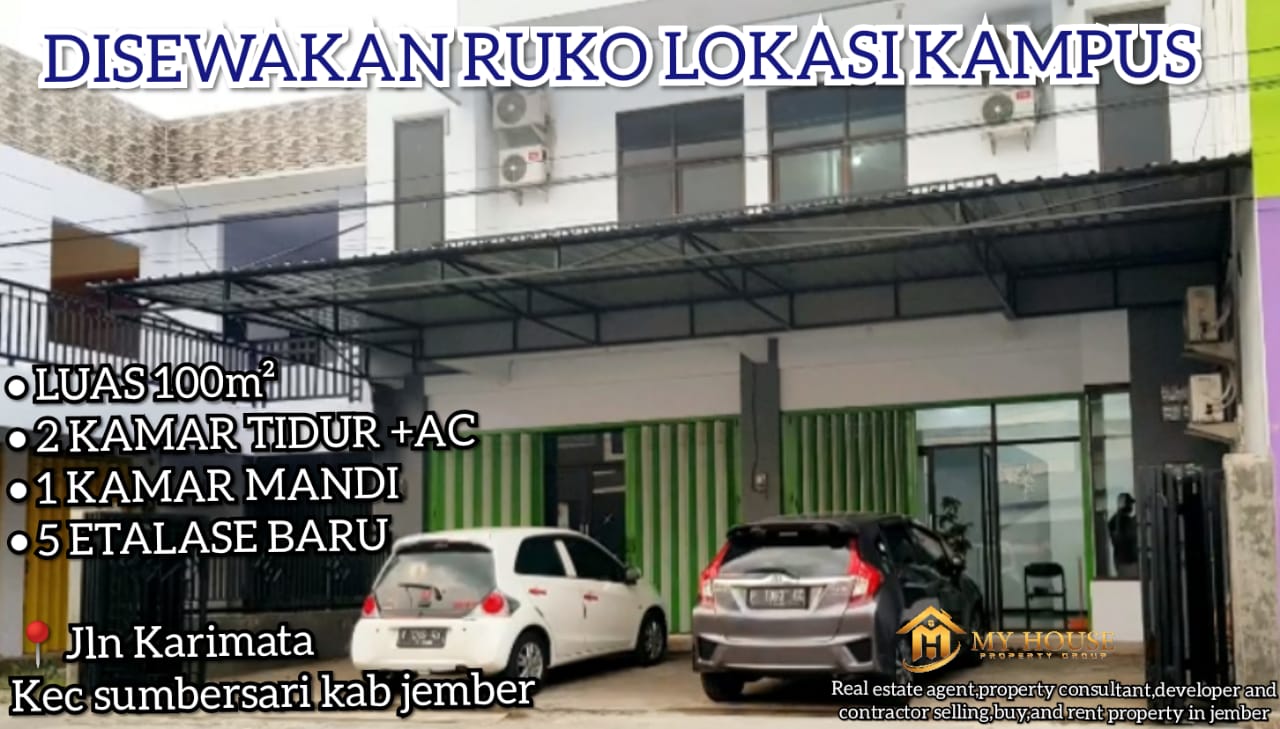 DISEWAKAN RUKO LOKASI KAMPUS
• LUAS 100m²
• 2 KAMAR TIDUR +AC
• 1 KAMAR MANDI
• 5 ETALASE BARU
Jln Karimata
Kec sumbersari kab jember
MY HOUSE
PROPERTY GROUP
Real estate agent,property consultant,developer and
contractor selling,buy,and rent property in jember